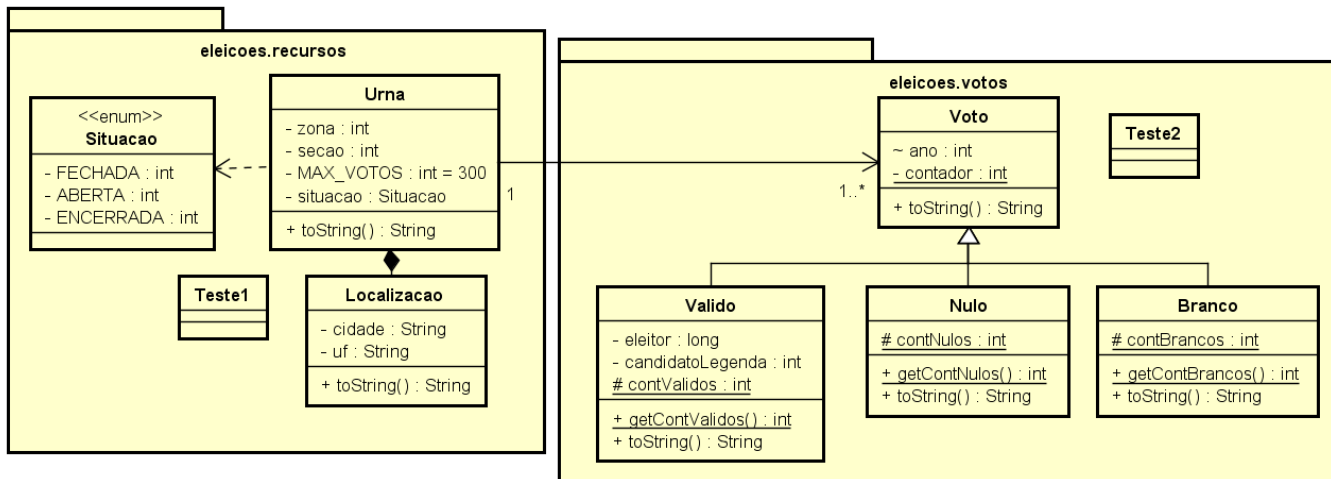 eleicoes.recursos
<<enum>>
Situacao
- FECHADA : int
- ABERTA : int
- ENCERRADA : int
Urna
- zona : int
- secao : int
- MAX_VOTOS : int = 300
- situacao : Situacao
+ toString() : String
Teste1
Localizacao
- cidade : String
- uf : String
+ toString() : String
1
1..*
eleicoes.votos
Voto
~ ano : int
- contador : int
+ toString() : String
Teste2
Valido
- eleitor : long
- candidatoLegenda : int
# contValidos : int
+ getContValidos() : int
+ toString() : String
Nulo
# contNulos : int
+ getContNulos() : int
+ toString() : String
Branco
# contBrancos : int
+ getContBrancos() : int
+ toString() : String